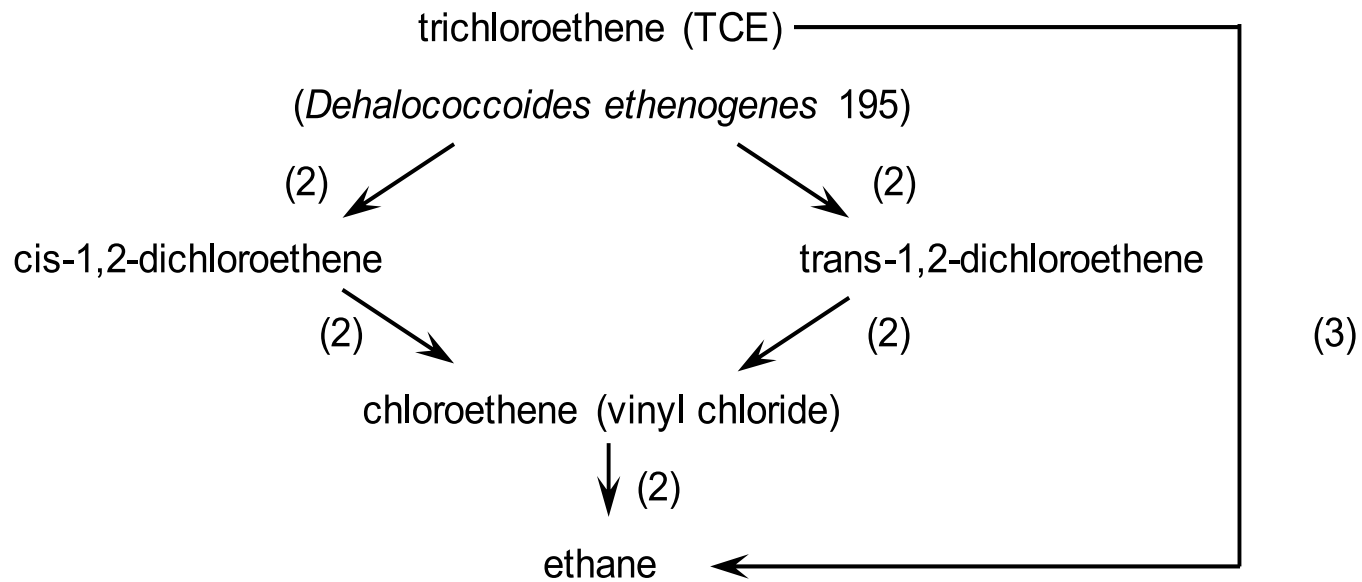 trichloroethene (TCE)
(Dehalococcoides ethenogenes 195)
(2) (2)
cis-1,2-dichloroethene trans-1,2-dichloroethene
(2) (2) (3)
chloroethene (vinyl chloride)
(2)
ethane